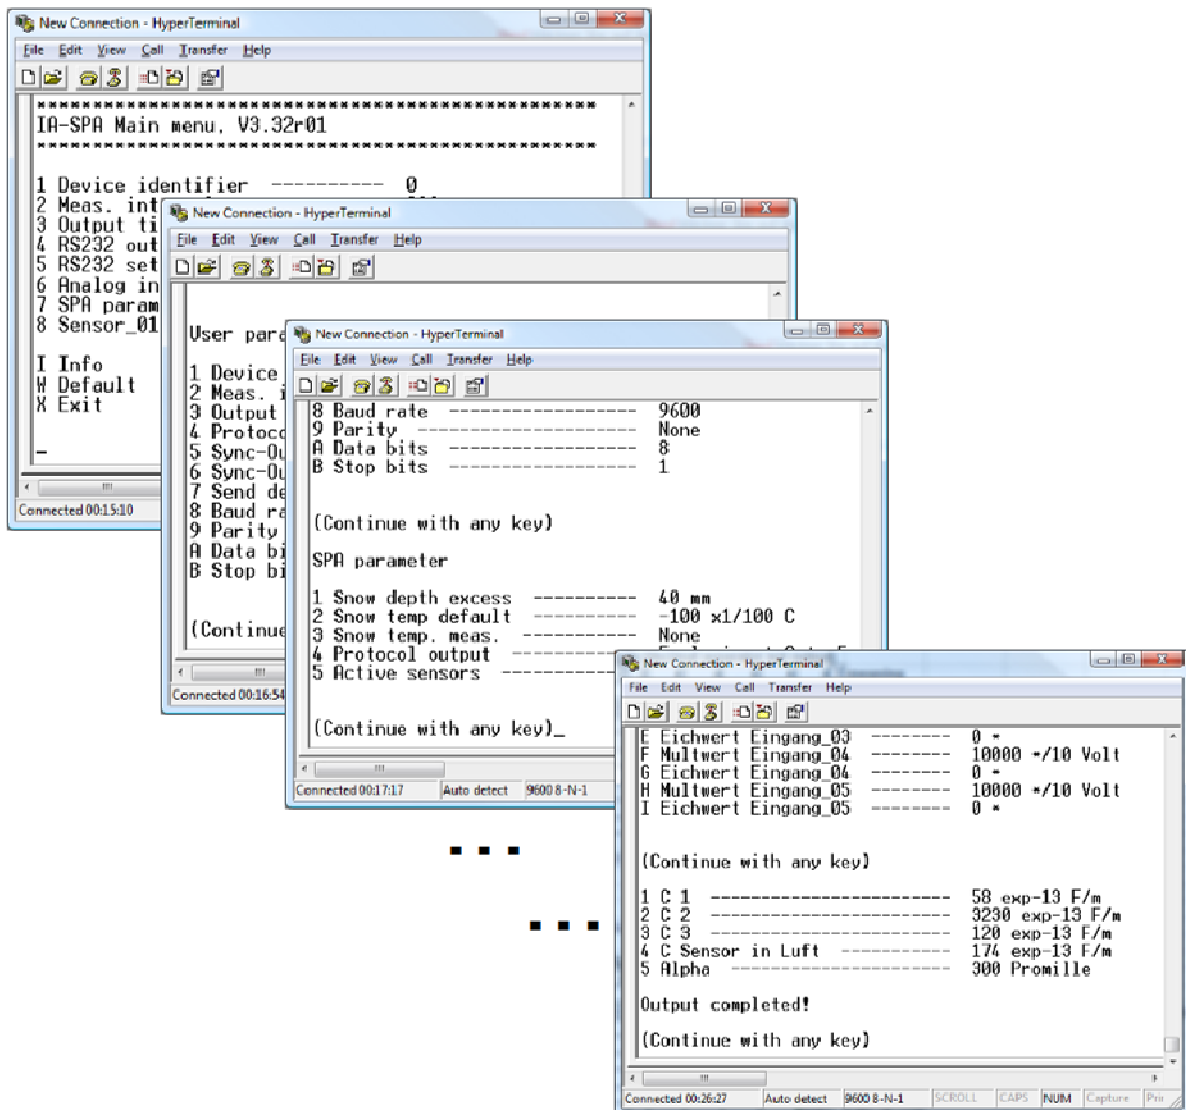 New Connection - HyperTerminal
File Edit View Call Transfer Help
**************************************************
IA-SPA Main menu, V3.32r01
**************************************************
1 Device identifier ---------- 0
2 Meas. int
3 Output ti
4 RS232 out
5 RS232 set
6 Analog in
7 SPA param
8 Sensor_01
I Info
W Default
X Exit
Connected 00:15:10
New Connection - HyperTerminal
File Edit View Call Transfer Help
User para
1 Device
2 Meas. i
3 Output
4 Protoco
5 Sync-Ou
6 Sync-Ou
7 Send de
8 Baud ra
9 Parity
A Data bi
B Stop bi
(Continue
Connected 00:16:54
New Connection - HyperTerminal
File Edit View Call Transfer Help
8 Baud rate ------------------ 9600
9 Parity --------------------- None
A Data bits ------------------ 8
B Stop bits ------------------ 1
(Continue with any key)
SPA parameter
1 Snow depth excess ---------- 40 mm
2 Snow temp default ---------- -100 x1/100 C
3 Snow temp. meas. ----------- None
4 Protocol output -----------
5 Active sensors ------------
(Continue with any key)_
Connected 00:17:17 Auto detect 9600 8-N-1
...
...
New Connection - HyperTerminal
File Edit View Call Transfer Help
E Eichwert Eingang_03 -------- 0 *
F Multwert Eingang_04 -------- 10000 */10 Volt
G Eichwert Eingang_04 -------- 0 *
H Multwert Eingang_05 -------- 10000 */10 Volt
I Eichwert Eingang_05 -------- 0 *
(Continue with any key)
1 C 1 ------------------------ 58 exp-13 F/m
2 C 2 ------------------------ 3230 exp-13 F/m
3 C 3 ------------------------ 120 exp-13 F/m
4 C Sensor in Luft ----------- 174 exp-13 F/m
5 Alpha ---------------------- 300 Promille
Output completed!
(Continue with any key)
Connected 00:26:27 Auto detect 9600 8-N-1 SCROLL CAPS NUM Capture Prin